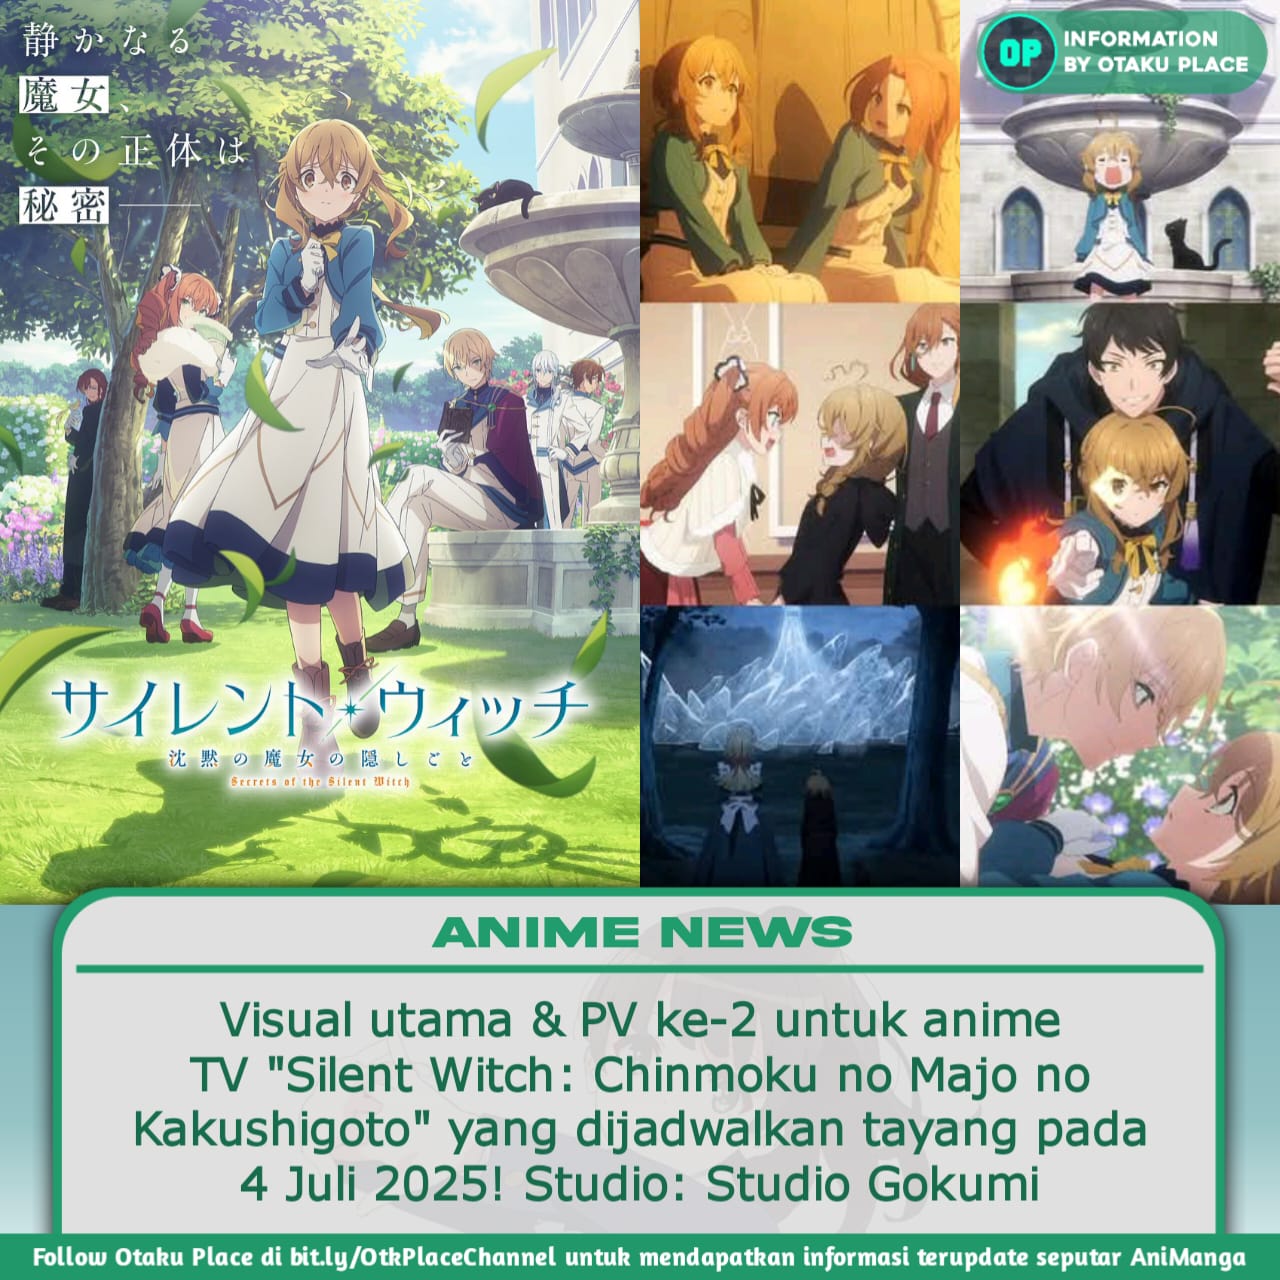 静かなる
魔女、
その正体は
秘密——
OP
INFORMATION
BY OTAKU PLACE
サイレント・ウィッチ
沈黙の魔女の隠しごと
Secrets of the Silent Witch
ANIME NEWS
Visual utama & PV ke-2 untuk anime
TV "Silent Witch: Chinmoku no Majo no
Kakushigoto" yang dijadwalkan tayang pada
4 Juli 2025! Studio: Studio Gokumi
Follow Otaku Place di bit.ly/OtkPlaceChannel untuk mendapatkan informasi terupdate seputar AniManga